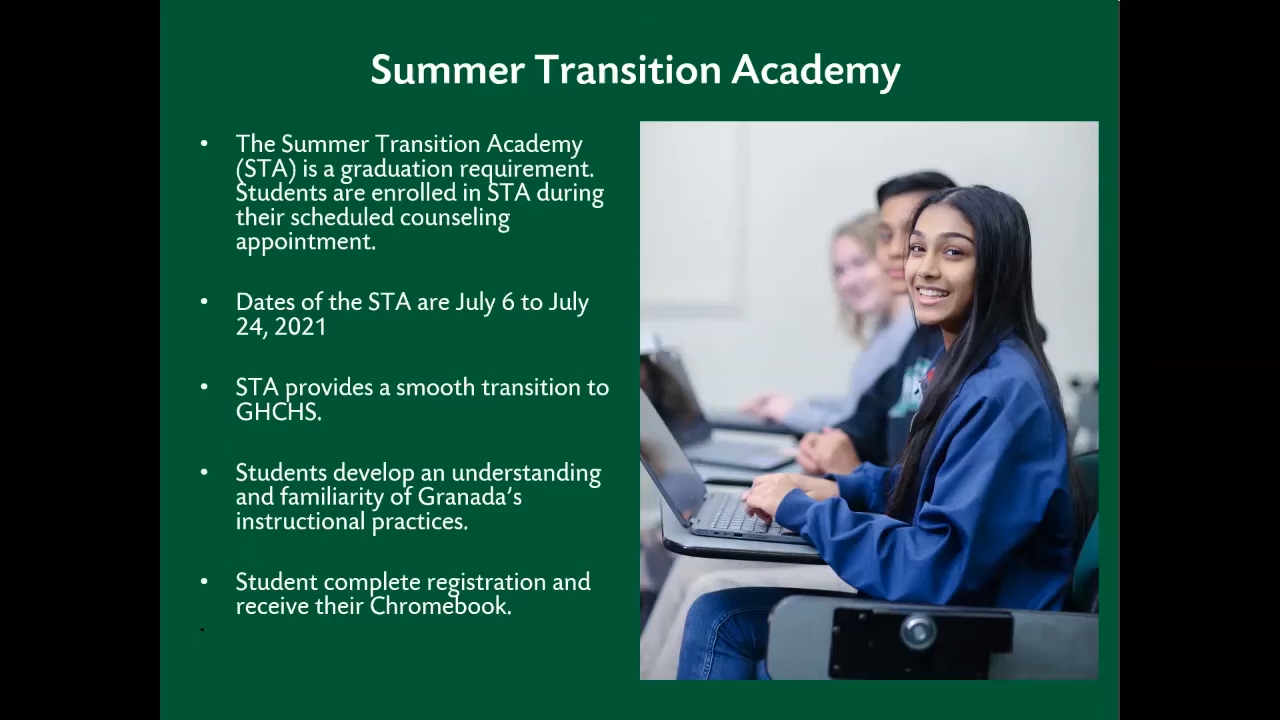 Summer Transition Academy
• The Summer Transition Academy
(STA) is a graduation requirement.
Students are enrolled in STA during
their scheduled counseling
appointment.
• Dates of the STA are July 6 to July
24, 2021
• STA provides a smooth transition to
GHCHS.
• Students develop an understanding
and familiarity of Granada’s
instructional practices.
• Student complete registration and
receive their Chromebook.